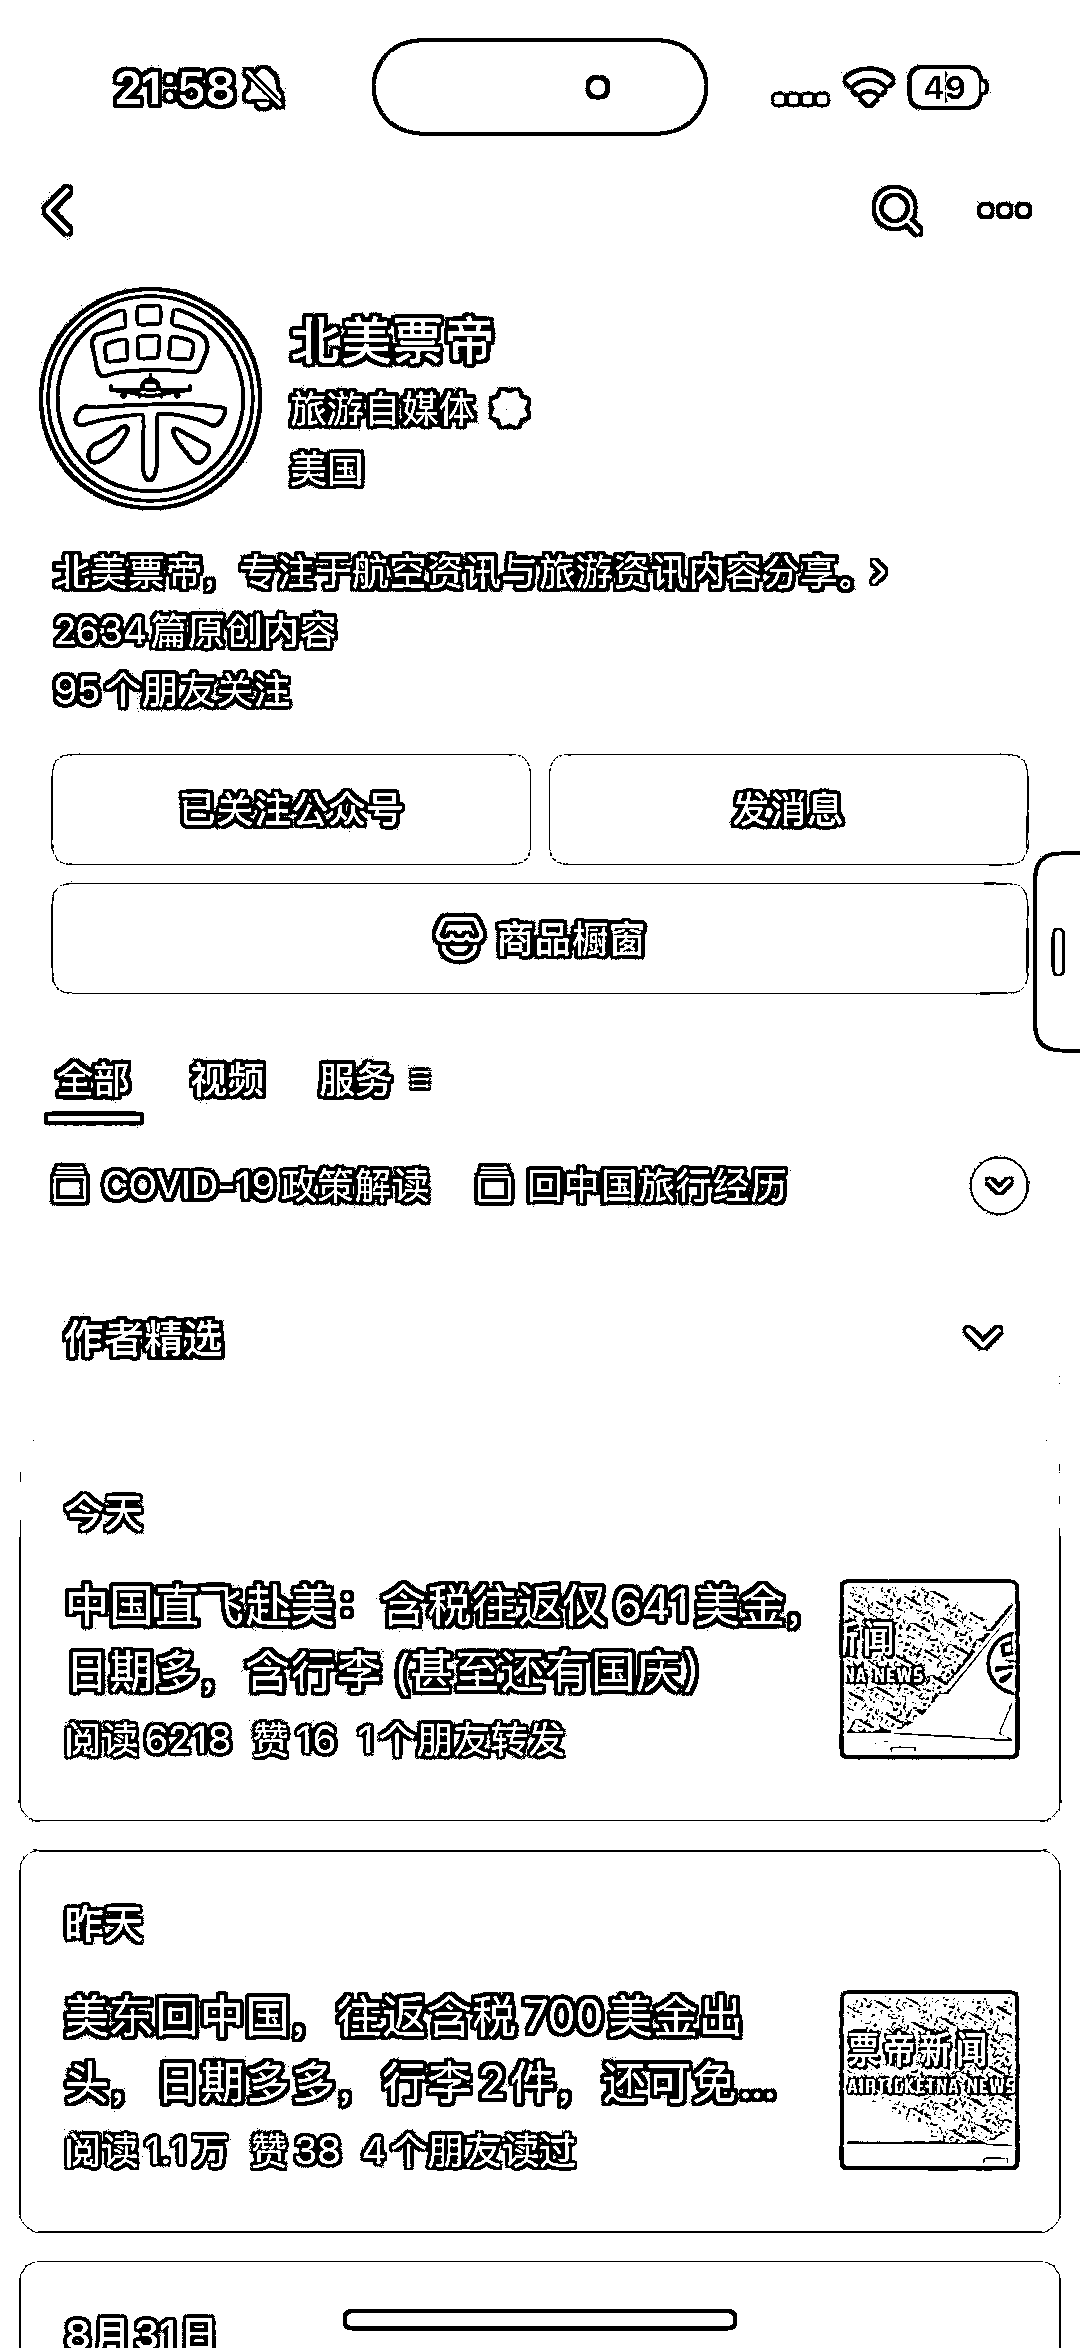 21:58
49
票
北美票帝
旅游自媒体
美国
北美票帝，专注于航空资讯与旅游资讯内容分享。
2634篇原创内容
95个朋友关注
已关注公众号
发消息
商品橱窗
全部 视频 服务
COVID-19政策解读 回中国旅行经历
作者精选
今天
中国直飞赴美：含税往返仅641美金，
日期多，含行李 (甚至还有国庆)
阅读6218 赞16 1个朋友转发
新闻
NA NEWS
昨天
美东回中国，往返含税700美金出
头，日期多多，行李2件，还可免...
阅读1.1万 赞38 4个朋友读过
票帝新闻
AIRTICKETNA NEWS
8月31日